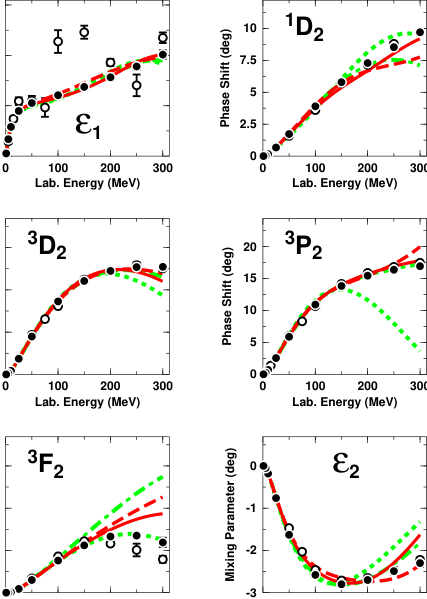 ε1
0 100 200 300
Lab. Energy (MeV)
1D2
Phase Shift (deg)
10
7.5
5
2.5
0
0 100 200 300
Lab. Energy (MeV)
3D2
0 100 200 300
Lab. Energy (MeV)
3P2
Phase Shift (deg)
20
15
10
5
0
0 100 200 300
Lab. Energy (MeV)
3F2
ε2
Mixing Parameter (deg)
0
-1
-2
-3